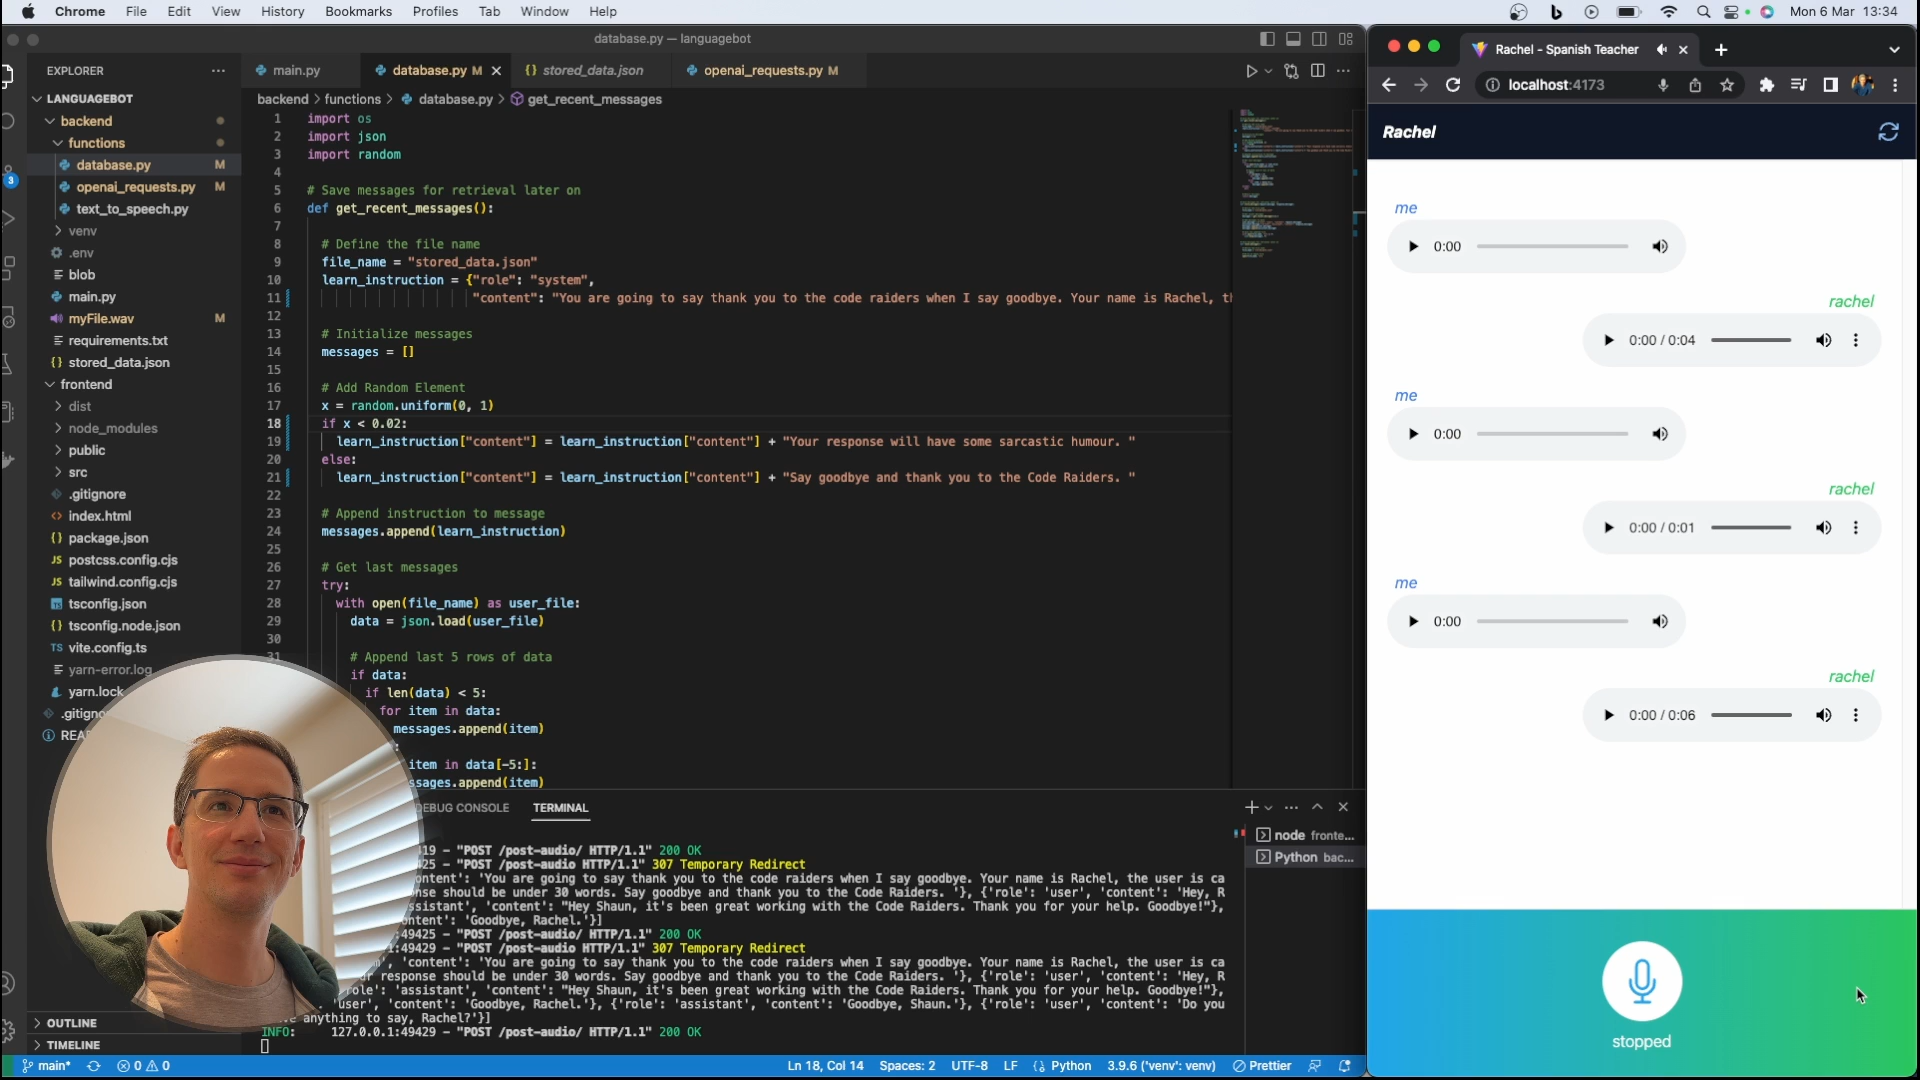 Chrome File Edit View History Bookmarks Profiles Tab Window Help
Mon 6 Mar 13:34
database.py — languagebot
EXPLORER
LANGUAGEBOT
backend
functions
database.py M
openai_requests.py M
text_to_speech.py
venv
.env
blob
main.py
myFile.wav M
requirements.txt
stored_data.json
frontend
dist
node_modules
public
src
.gitignore
index.html
package.json
postcss.config.cjs
tailwind.config.cjs
tsconfig.json
tsconfig.node.json
vite.config.ts
yarn-error.log
yarn.lock
.gitigno
REA
OUTLINE
TIMELINE
3
main.py database.py M stored_data.json openai_requests.py M
backend > functions > database.py > get_recent_messages
1 import os
2 import json
3 import random
4
5 # Save messages for retrieval later on
6 def get_recent_messages():
7
8 # Define the file name
9 file_name = "stored_data.json"
10 learn_instruction = {"role": "system",
11 "content": "You are going to say thank you to the code raiders when I say goodbye. Your name is Rachel, th
12
13 # Initialize messages
14 messages = []
15
16 # Add Random Element
17 x = random.uniform(0, 1)
18 if x < 0.02:
19 learn_instruction["content"] = learn_instruction["content"] + "Your response will have some sarcastic humour. "
20 else:
21 learn_instruction["content"] = learn_instruction["content"] + "Say goodbye and thank you to the Code Raiders. "
22
23 # Append instruction to message
24 messages.append(learn_instruction)
25
26 # Get last messages
27 try:
28 with open(file_name) as user_file:
29 data = json.load(user_file)
30
31 # Append last 5 rows of data
if data:
if len(data) < 5:
for item in data:
messages.append(item)
:
item in data[-5:]:
ssages.append(item)
DEBUG CONSOLE TERMINAL
node fronte...
Python bac...
419 - "POST /post-audio/ HTTP/1.1" 200 OK
425 - "POST /post-audio/ HTTP/1.1" 307 Temporary Redirect
ontent': 'You are going to say thank you to the code raiders when I say goodbye. Your name is Rachel, the user is ca
onse should be under 30 words. Say goodbye and thank you to the Code Raiders. '}, {'role': 'user', 'content': 'Hey, R
assistant', 'content': "Hey Shaun, it's been great working with the Code Raiders. Thank you for your help. Goodbye!"},
ontent': 'Goodbye, Rachel.'}]
:49425 - "POST /post-audio/ HTTP/1.1" 200 OK
:49429 - "POST /post-audio/ HTTP/1.1" 307 Temporary Redirect
', 'content': 'You are going to say thank you to the code raiders when I say goodbye. Your name is Rachel, the user is ca
r response should be under 30 words. Say goodbye and thank you to the Code Raiders. '}, {'role': 'user', 'content': 'Hey, R
role': 'assistant', 'content': "Hey Shaun, it's been great working with the Code Raiders. Thank you for your help. Goodbye!"},
'user', 'content': 'Goodbye, Rachel.'}, {'role': 'assistant', 'content': 'Goodbye, Shaun.'}, {'role': 'user', 'content': 'Do you
anything to say, Rachel?'}]
INFO: 127.0.0.1:49429 - "POST /post-audio/ HTTP/1.1" 200 OK
main* 0 0 Ln 18, Col 14 Spaces: 2 UTF-8 LF Python 3.9.6 ('venv': venv) Prettier
Rachel - Spanish Teacher
localhost:4173
Rachel
me
0:00
rachel
0:00 / 0:04
me
0:00
rachel
0:00 / 0:01
me
0:00
rachel
0:00 / 0:06
stopped